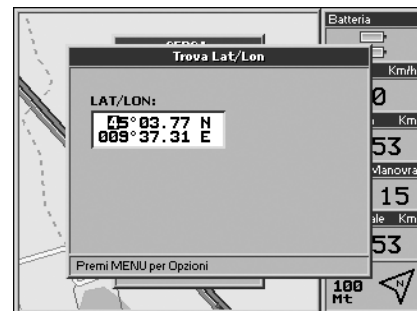 Batteria
Trova Lat/Lon
Km/h
0
LAT/LON:
45°03.77 N
009°37.31 E
Km
53
Manovra
15
Km
53
Premi MENU per Opzioni
100
Mt
N